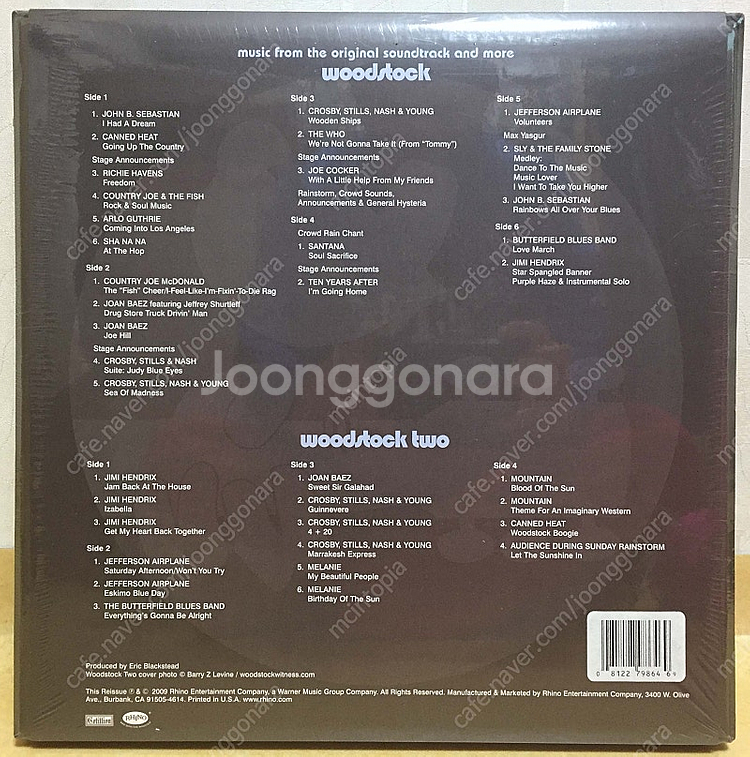 music from the original soundtrack and more
woodstock
Side 1
1. JOHN B. SEBASTIAN
I Had A Dream
2. CANNED HEAT
Going Up The Country
Stage Announcements
3. RICHIE HAVENS
Freedom
4. COUNTRY JOE & THE FISH
Rock & Soul Music
5. ARLO GUTHRIE
Coming Into Los Angeles
6. SHA NA NA
At The Hop
Side 2
1. COUNTRY JOE McDONALD
The "Fish" Cheer/I-Feel-Like-I'm-Fixin'-To-Die Rag
2. JOAN BAEZ featuring Jeffrey Shurtleff
Drug Store Truck Drivin' Man
3. JOAN BAEZ
Joe Hill
Stage Announcements
4. CROSBY, STILLS & NASH
Suite: Judy Blue Eyes
5. CROSBY, STILLS, NASH & YOUNG
Sea Of Madness
Side 3
1. CROSBY, STILLS, NASH & YOUNG
Wooden Ships
2. THE WHO
We're Not Gonna Take It (From "Tommy")
Stage Announcements
3. JOE COCKER
With A Little Help From My Friends
Rainstorm, Crowd Sounds,
Announcements & General Hysteria
Side 4
Crowd Rain Chant
1. SANTANA
Soul Sacrifice
Stage Announcements
2. TEN YEARS AFTER
I'm Going Home
Side 5
1. JEFFERSON AIRPLANE
Volunteers
Max Yasgur
2. SLY & THE FAMILY STONE
Medley:
Dance To The Music
Music Lover
I Want To Take You Higher
3. JOHN B. SEBASTIAN
Rainbows All Over Your Blues
Side 6
1. BUTTERFIELD BLUES BAND
Love March
2. JIMI HENDRIX
Star Spangled Banner
Purple Haze & Instrumental Solo
Joonggonara
woodstock two
Side 1
1. JIMI HENDRIX
Jam Back At The House
2. JIMI HENDRIX
Izabella
3. JIMI HENDRIX
Get My Heart Back Together
Side 2
1. JEFFERSON AIRPLANE
Saturday Afternoon/Won't You Try
2. JEFFERSON AIRPLANE
Eskimo Blue Day
3. THE BUTTERFIELD BLUES BAND
Everything's Gonna Be Alright
Side 3
1. JOAN BAEZ
Sweet Sir Galahad
2. CROSBY, STILLS, NASH & YOUNG
Guinnevere
3. CROSBY, STILLS, NASH & YOUNG
4 + 20
4. CROSBY, STILLS, NASH & YOUNG
Marrakesh Express
5. MELANIE
My Beautiful People
6. MELANIE
Birthday Of The Sun
Side 4
1. MOUNTAIN
Blood Of The Sun
2. MOUNTAIN
Theme For An Imaginary Western
3. CANNED HEAT
Woodstock Boogie
4. AUDIENCE DURING SUNDAY RAINSTORM
Let The Sunshine In
0 81227 98646 9
Produced by Eric Blackstead
Woodstock Two cover photo © Barry Z Levine / woodstockwitness.com
This Reissue ℗ & © 2009 Rhino Entertainment Company, a Warner Music Group Company. All Rights Reserved. Manufactured & Marketed by Rhino Entertainment Company, 3400 W. Olive
Ave., Burbank, CA 91505-4614. Printed in U.S.A. www.rhino.com
Cotillion
RHINO
cafe.naver.com/joonggonara
mcintopia